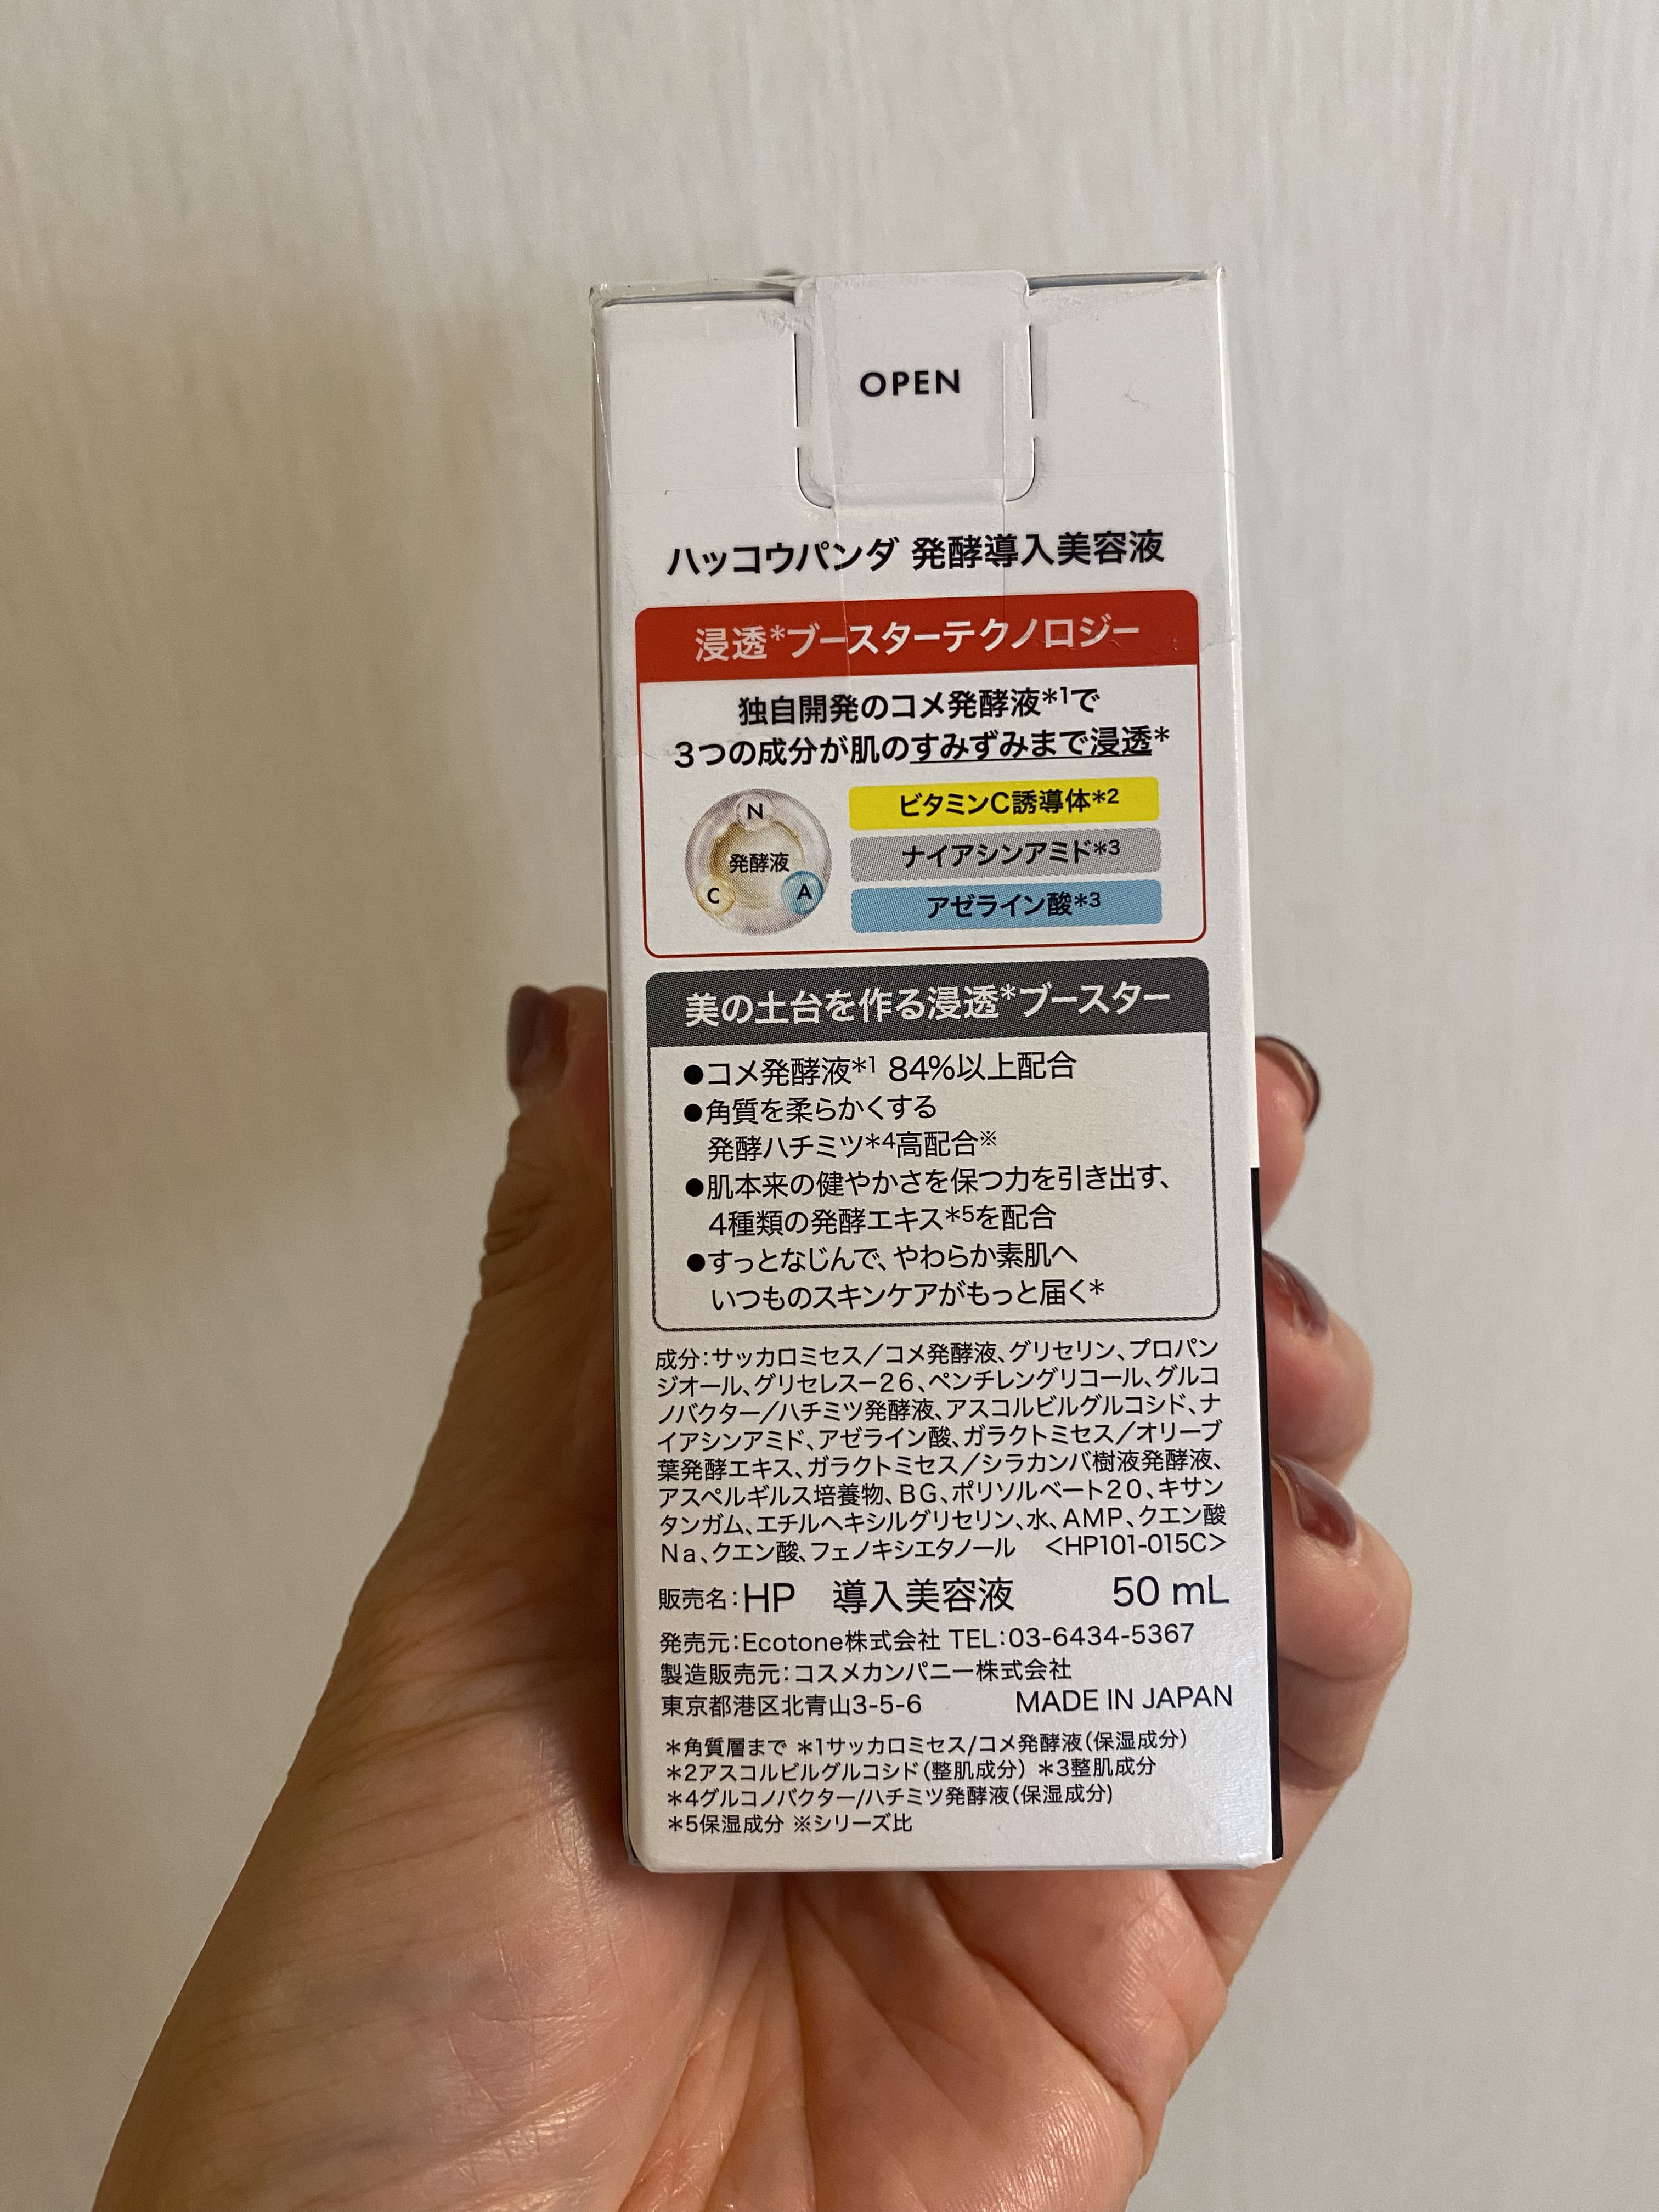 OPEN
ハッコウパンダ 発酵導入美容液
浸透*ブースターテクノロジー
独自開発のコメ発酵液*1で
3つの成分が肌のすみずみまで浸透*
N
発酵液
C
A
ビタミンC誘導体*2
ナイアシンアミド*3
アゼライン酸*3
美の土台を作る浸透*ブースター
●コメ発酵液*1 84%以上配合
●角質を柔らかくする
発酵ハチミツ*4高配合※
●肌本来の健やかさを保つ力を引き出す、
4種類の発酵エキス*5を配合
●すっとなじんで、やわらか素肌へ
いつものスキンケアがもっと届く*
成分:サッカロミセス/コメ発酵液、グリセリン、プロパン
ジオール、グリセレス-26、ペンチレングリコール、グルコ
ノバクター/ハチミツ発酵液、アスコルビルグルコシド、ナ
イアシンアミド、アゼライン酸、ガラクトミセス/オリーブ
葉発酵エキス、ガラクトミセス/シラカンバ樹液発酵液、
アスペルギルス培養物、BG、ポリソルベート20、キサン
タンガム、エチルヘキシルグリセリン、水、AMP、クエン酸
Na、クエン酸、フェノキシエタノール <HP101-015C>
販売名:HP 導入美容液 50 mL
発売元:Ecotone株式会社 TEL:03-6434-5367
製造販売元:コスメカンパニー株式会社
東京都港区北青山3-5-6 MADE IN JAPAN
*角質層まで *1サッカロミセス/コメ発酵液(保湿成分)
*2アスコルビルグルコシド(整肌成分) *3整肌成分
*4グルコノバクター/ハチミツ発酵液(保湿成分)
*5保湿成分 ※シリーズ比